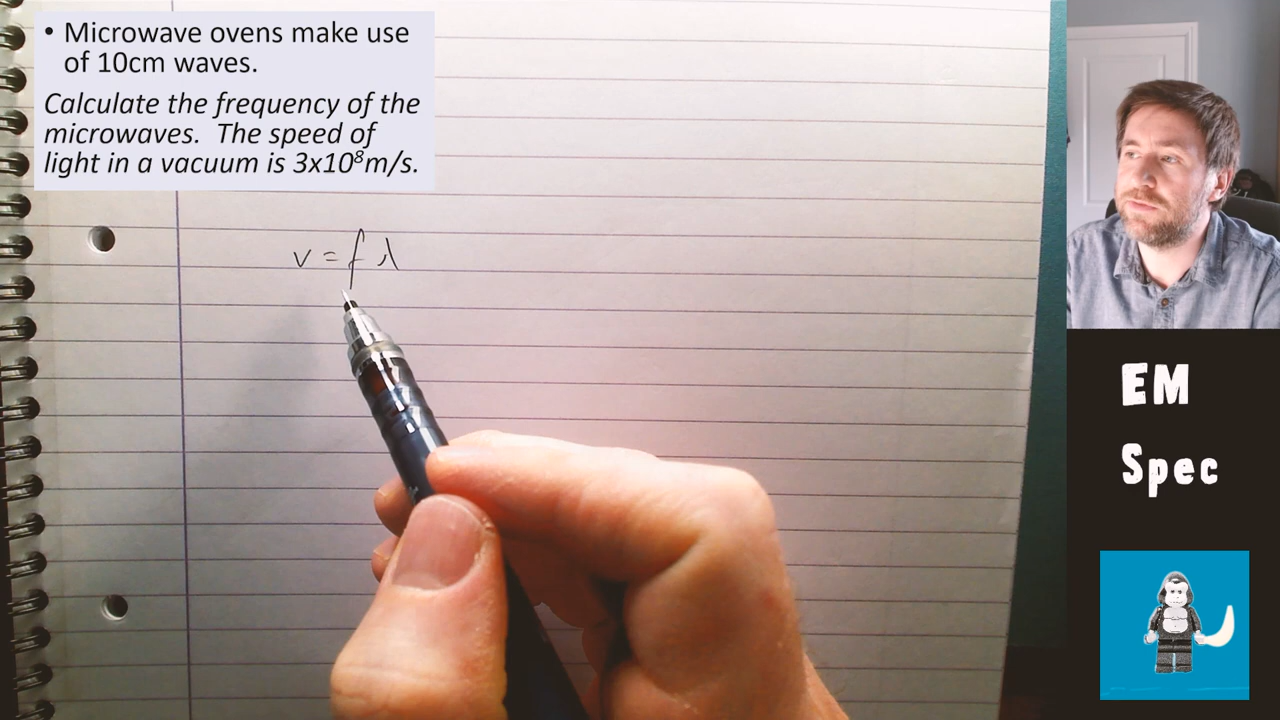 • Microwave ovens make use
of 10cm waves.
Calculate the frequency of the
microwaves. The speed of
light in a vacuum is 3x10⁸m/s.
v = f λ
EM
Spec